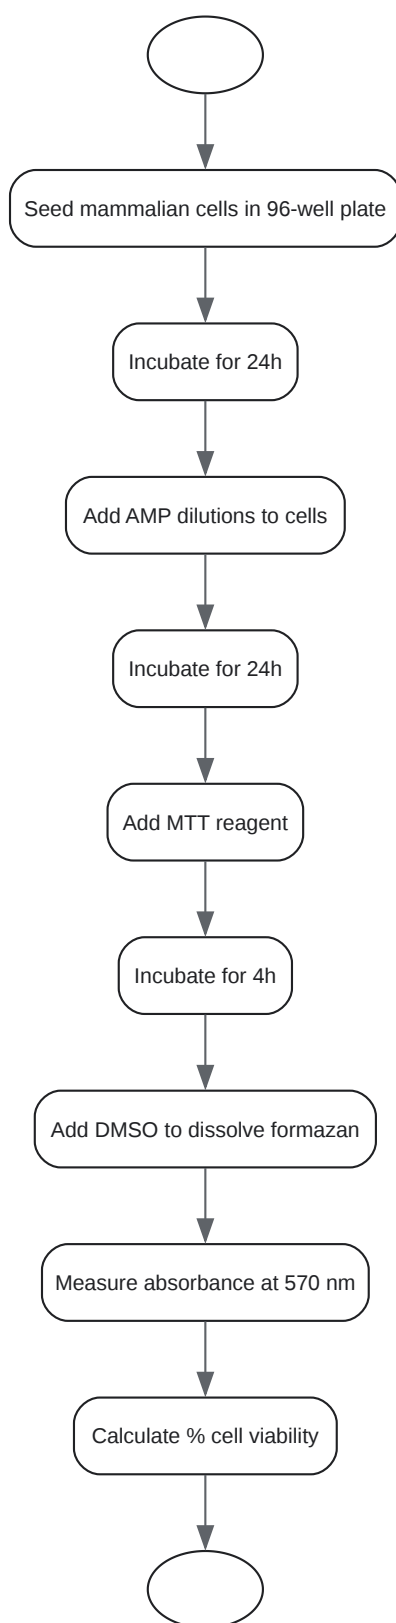 Seed mammalian cells in 96-well plate
Incubate for 24h
Add AMP dilutions to cells
Incubate for 24h
Add MTT reagent
Incubate for 4h
Add DMSO to dissolve formazan
Measure absorbance at 570 nm
Calculate % cell viability